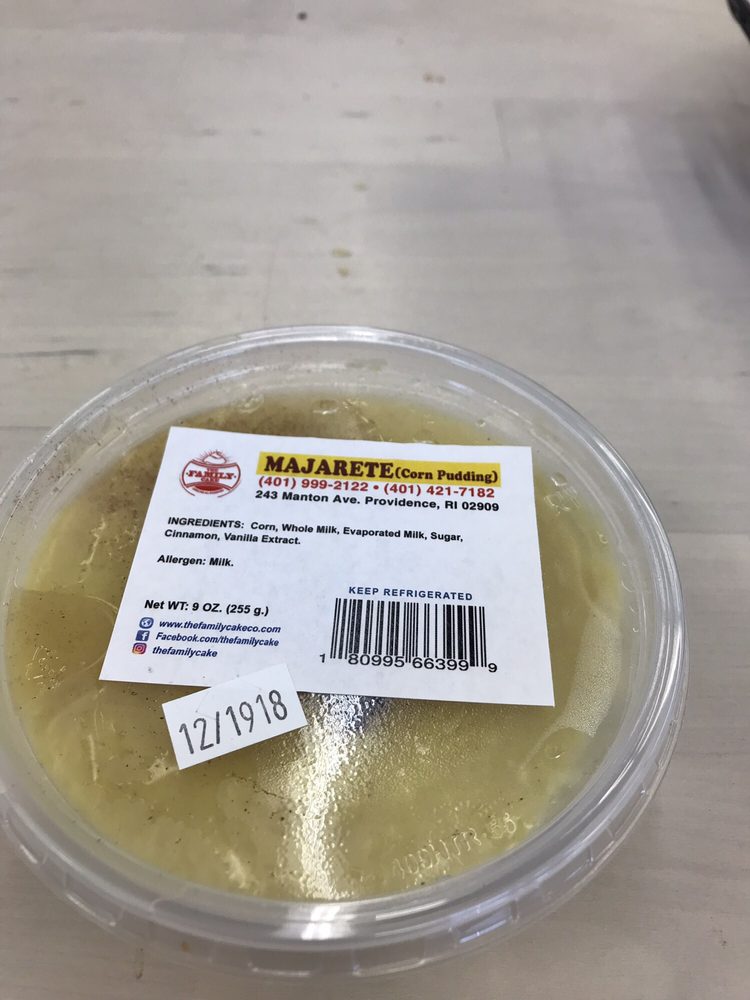 FAMILY
CAKE
MAJARETE (Corn Pudding)
(401) 999-2122 • (401) 421-7182
243 Manton Ave. Providence, RI 02909
INGREDIENTS: Corn, Whole Milk, Evaporated Milk, Sugar,
Cinnamon, Vanilla Extract.
Allergen: Milk.
Net WT: 9 OZ. (255 g.)
www.thefamilycakeco.com
Facebook.com/thefamilycake
thefamilycake
KEEP REFRIGERATED
1 80995 66399 9
12/1918